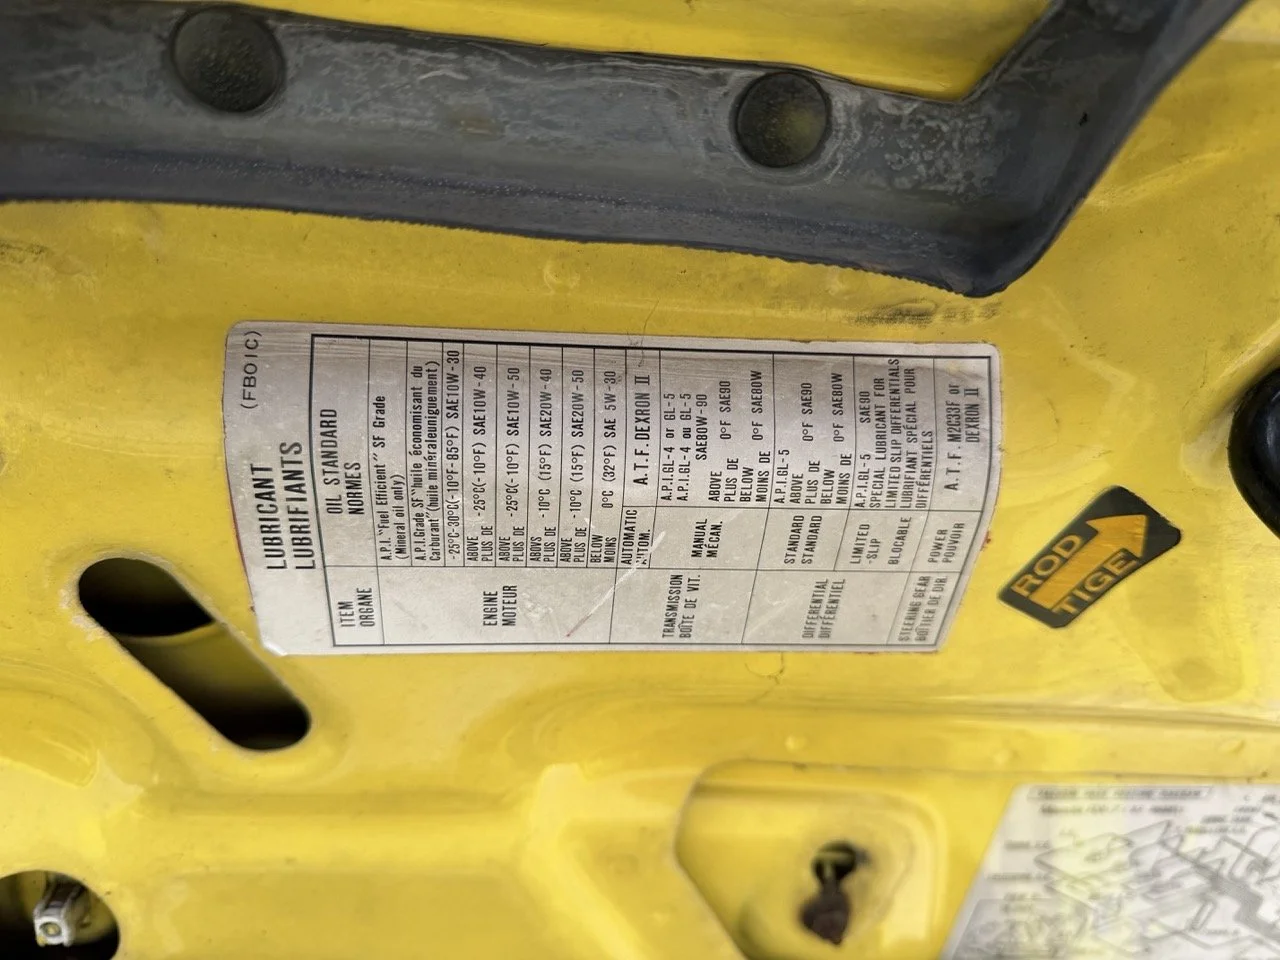 (FB01C)
LUBRICANT
LUBRIFIANTS
ITEM
ORGANE
OIL STANDARD
NORMES
ENGINE
MOTEUR
A.P.I. "Fuel Efficient" SF Grade
(Mineral oil only)
A.P.I.Grade SF"huile économisant du
Carburant"(huile minéraleuniguement)
-25°C-30°C(-10°F-85°F) SAE10W-30
ABOVE
PLUS DE -25°C(-10°F) SAE10W-40
ABOVE
PLUS DE -25°C(-10°F) SAE10W-50
ABOVS
PLUS DE -10°C (15°F) SAE20W-40
ABOVE
PLUS DE -10°C (15°F) SAE20W-50
BELOW
MOINS 0°C (32°F) SAE 5W-30
TRANSMISSION
BOÎTE DE VIT.
AUTOMATIC
AUTOM.
A.T.F. DEXRON II
MANUAL
MÉCAN.
A.P.I.GL-4 or GL-5
A.P.I.GL-4 ou GL-5
SAE80W-90
ABOVE
PLUS DE 0°F SAE90
BELOW
MOINS DE 0°F SAE80W
DIFFERENTIAL
DIFFÉRENTIEL
STANDARD
STANDARD
A.P.I.GL-5
ABOVE
PLUS DE 0°F SAE90
BELOW
MOINS DE 0°F SAE80W
LIMITED
-SLIP
BLOCABLE
A.P.I.GL-5 SAE90
SPECIAL LUBRICANT FOR
LIMITED SLIP DIFFERENTIALS
LUBRIFIANT SPÉCIAL POUR
DIFFÉRENTIELS
STEERING GEAR
BOÎTIER DE DIR.
POWER
POUVOIR
A.T.F. M2C33F or
DEXRON II
ROD
TIGE